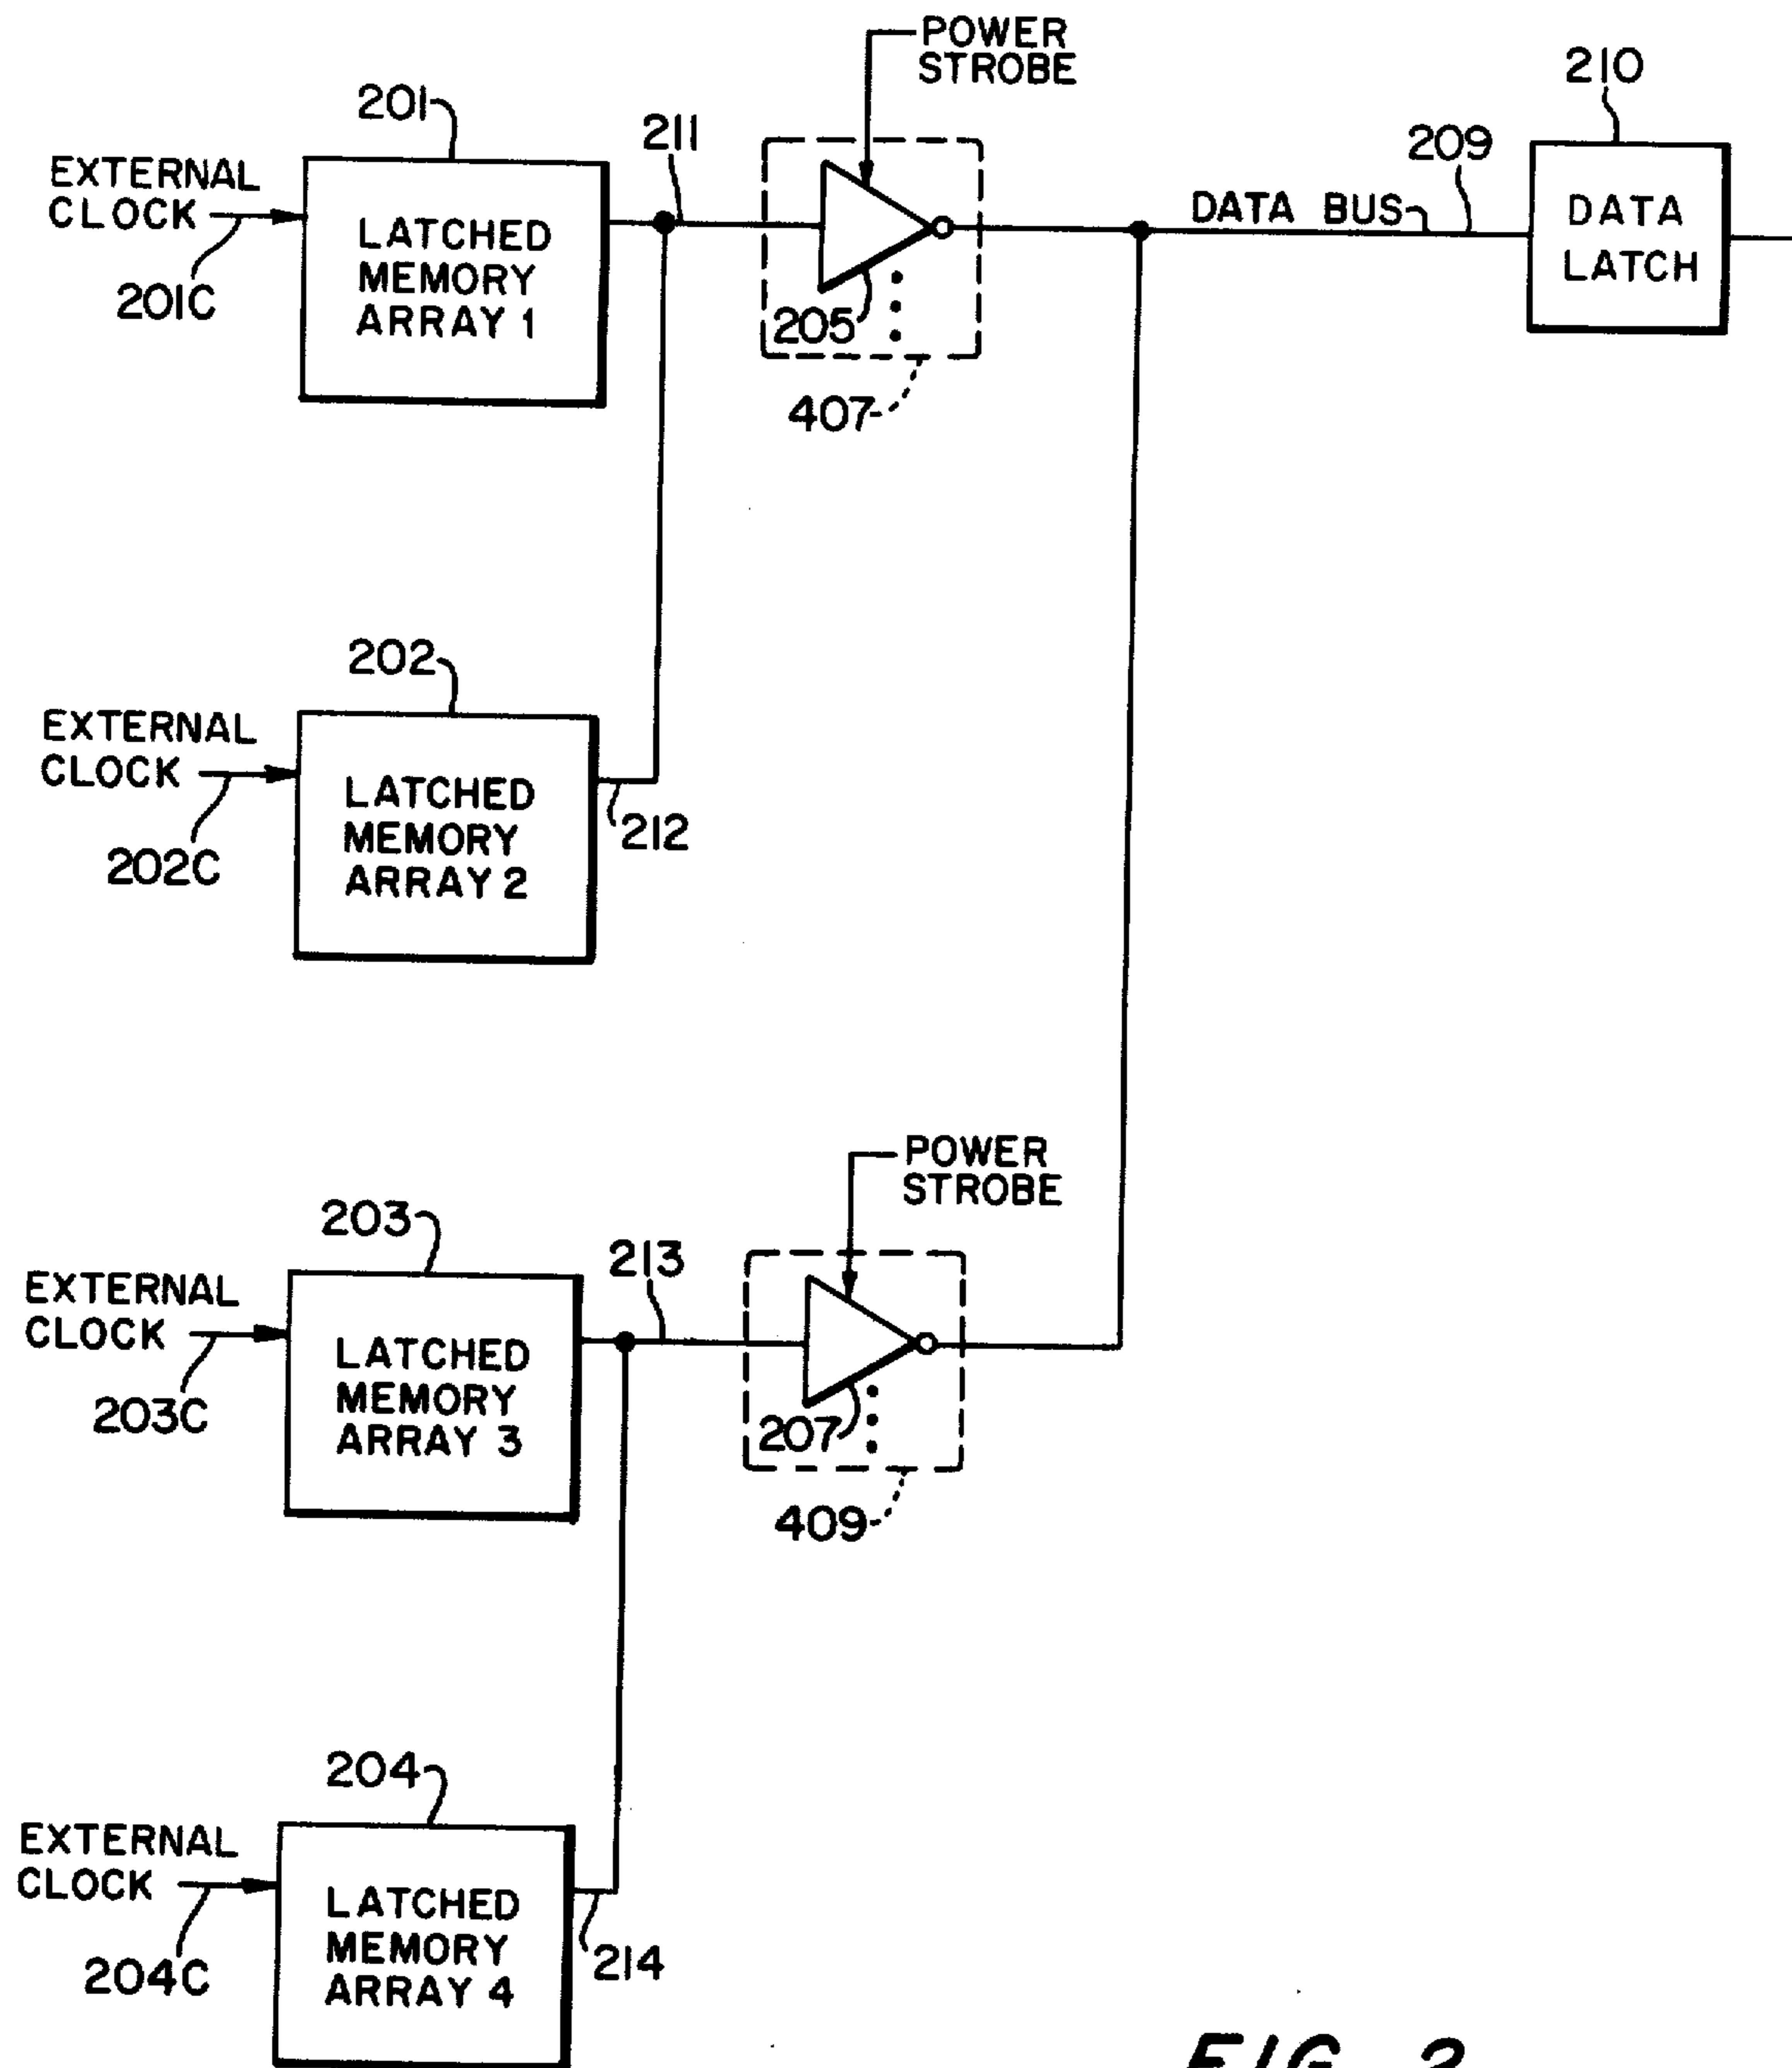 POWER
STROBE
210
201
211
209
EXTERNAL
CLOCK
LATCHED
MEMORY
ARRAY 1
DATA BUS
DATA
LATCH
201C
205
407
202
EXTERNAL
CLOCK
LATCHED
MEMORY
ARRAY 2
212
202C
POWER
STROBE
203
213
EXTERNAL
CLOCK
LATCHED
MEMORY
ARRAY 3
203C
207
409
204
EXTERNAL
CLOCK
LATCHED
MEMORY
ARRAY 4
214
204C
FIG. 2